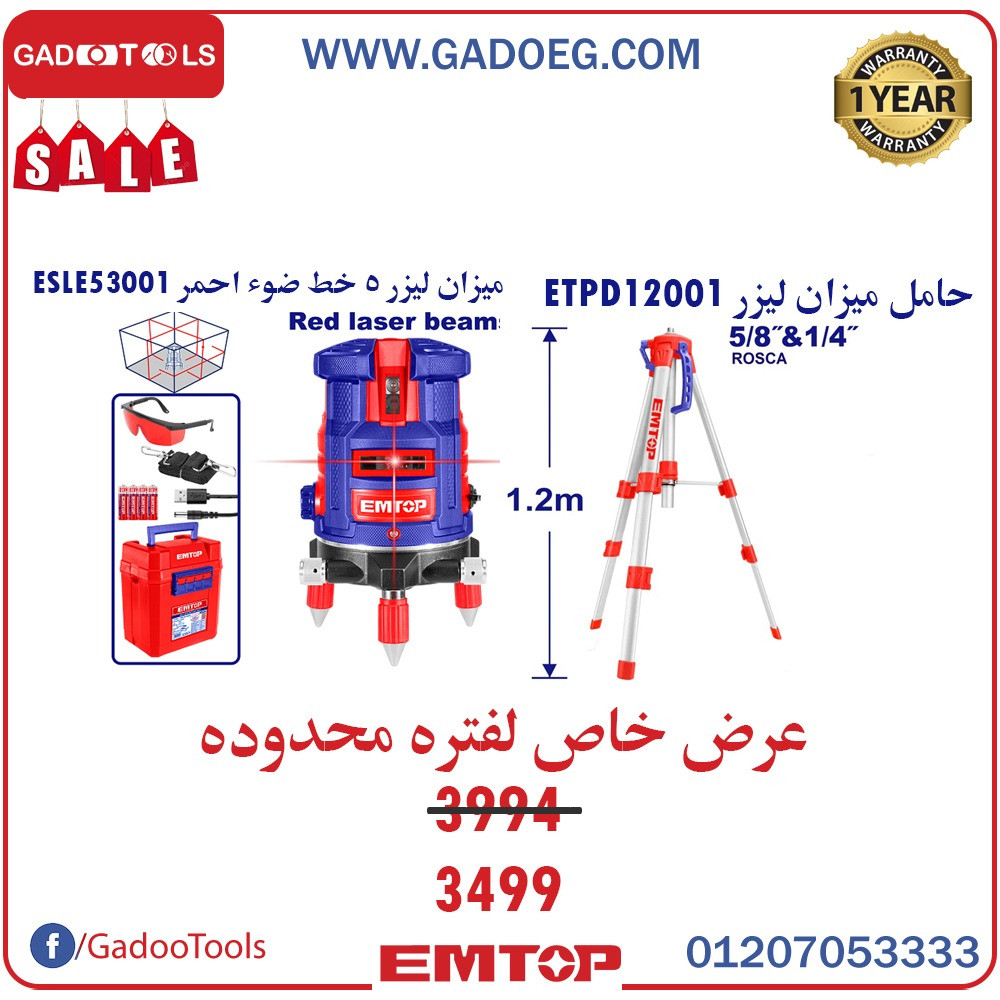 GADOTOOLS
WWW.GADOEG.COM
WARRANTY
1 YEAR
WARRANTY
SALE
ميزان ليزر ٥ خط ضوء احمر ESLE53001
Red laser beam
حامل ميزان ليزر ETPD12001
5/8″&1/4″
ROSCA
1.2m
EMTOP
EMTOP
EMTOP
EMTOP
عرض خاص لفتره محدوده
3994
3499
f/GadooTools
EMTOP
01207053333